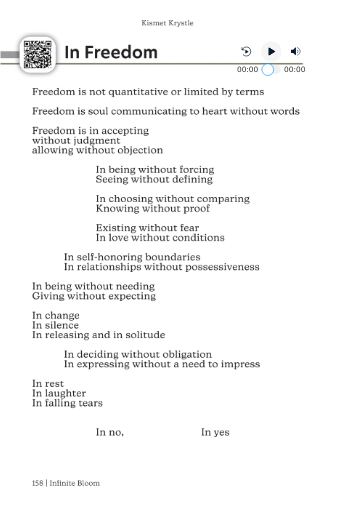 Kismet Krystle
In Freedom
00:00 00:00
Freedom is not quantitative or limited by terms
Freedom is soul communicating to heart without words
Freedom is in accepting
without judgment
allowing without objection
In being without forcing
Seeing without defining
In choosing without comparing
Knowing without proof
Existing without fear
In love without conditions
In self-honoring boundaries
In relationships without possessiveness
In being without needing
Giving without expecting
In change
In silence
In releasing and in solitude
In deciding without obligation
In expressing without a need to impress
In rest
In laughter
In falling tears
In no, In yes
158 | Infinite Bloom